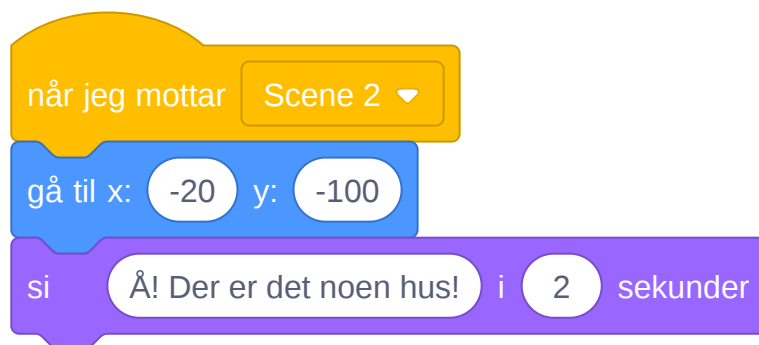 når jeg mottar Scene 2
gå til x: -20 y: -100
si Å! Der er det noen hus! i 2 sekunder